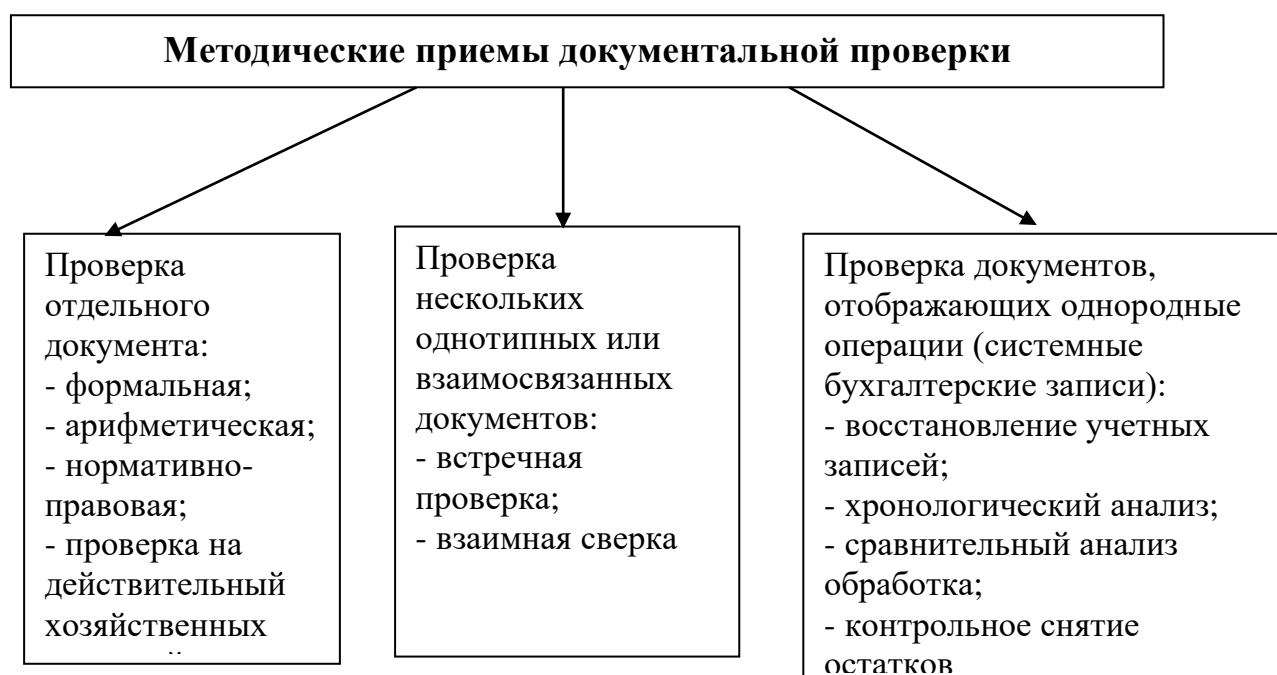 Методические приемы документальной проверки
Проверка
отдельного
документа:
- формальная;
- арифметическая;
- нормативно-
правовая;
- проверка на
действительный
хозяйственных
Проверка
нескольких
однотипных или
взаимосвязанных
документов:
- встречная
проверка;
- взаимная сверка
Проверка документов,
отображающих однородные
операции (системные
бухгалтерские записи):
- восстановление учетных
записей;
- хронологический анализ;
- сравнительный анализ
обработка;
- контрольное снятие
остатков